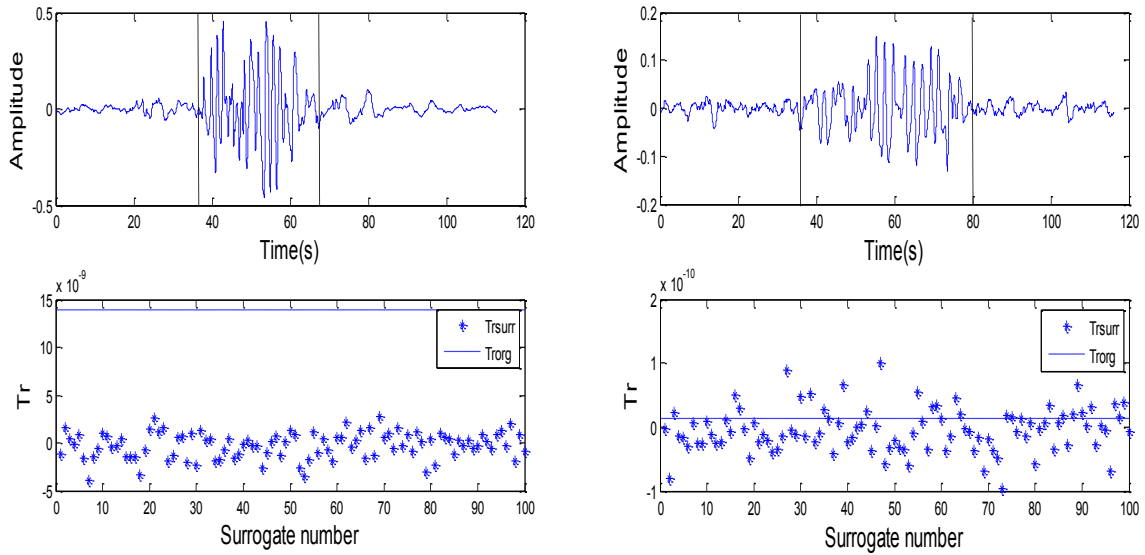 0.5
0
-0.5
Amplitude
0 20 40 60 80 100 120
Time(s)
0.2
0.1
0
-0.1
-0.2
Amplitude
0 20 40 60 80 100 120
Time(s)
x 10^-9
15
10
5
0
-5
Tr
Trsurr
Trorg
0 10 20 30 40 50 60 70 80 90 100
Surrogate number
x 10^-10
2
1
0
-1
Tr
Trsurr
Trorg
0 10 20 30 40 50 60 70 80 90 100
Surrogate number